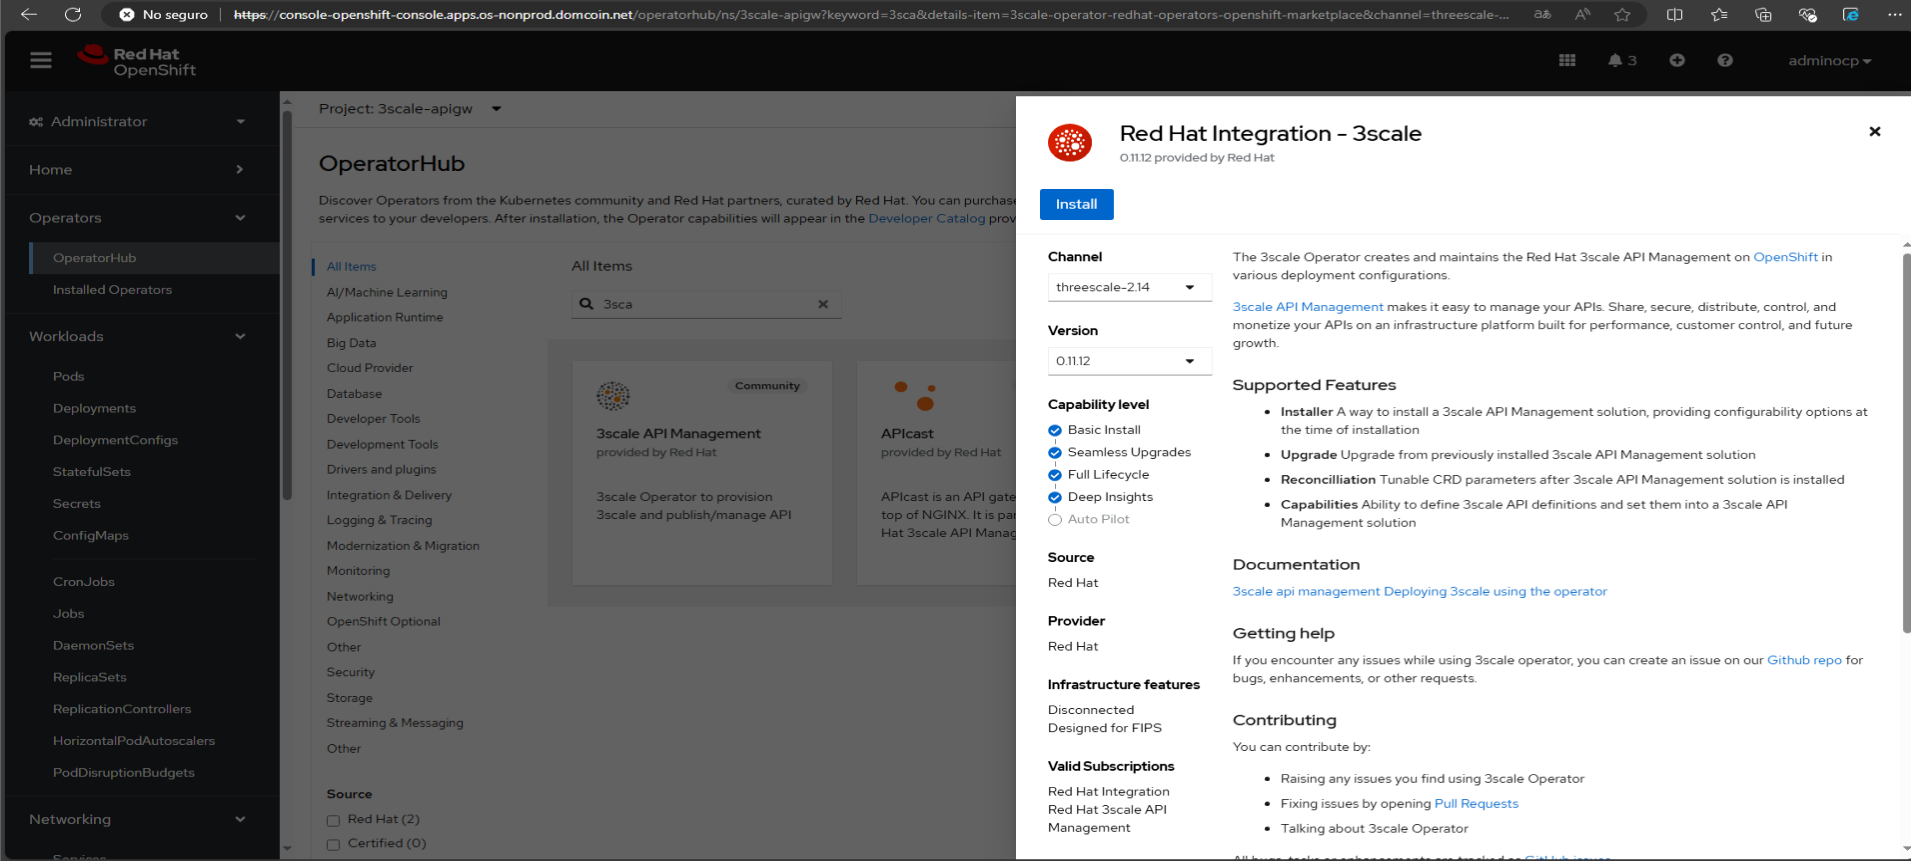 No seguro
https://console-openshift-console.apps.os-nonprod.domcoin.net/operatorhub/ns/3scale-apigw?keyword=3sca&details-item=3scale-operator-redhat-operators-openshift-marketplace&channel=threescale-...
Red Hat
OpenShift
3
adminocp
Administrator
Home
Operators
OperatorHub
Installed Operators
Workloads
Pods
Deployments
DeploymentConfigs
StatefulSets
Secrets
ConfigMaps
CronJobs
Jobs
DaemonSets
ReplicaSets
ReplicationControllers
HorizontalPodAutoscalers
PodDisruptionBudgets
Networking
Services
Project: 3scale-apigw
OperatorHub
Discover Operators from the Kubernetes community and Red Hat partners, curated by Red Hat. You can purchase
services to your developers. After installation, the Operator capabilities will appear in the Developer Catalog prov
All Items
AI/Machine Learning
Application Runtime
Big Data
Cloud Provider
Database
Developer Tools
Development Tools
Drivers and plugins
Integration & Delivery
Logging & Tracing
Modernization & Migration
Monitoring
Networking
OpenShift Optional
Other
Security
Storage
Streaming & Messaging
Other
Source
Red Hat (2)
Certified (0)
All Items
3sca
Community
3scale API Management
provided by Red Hat
3scale Operator to provision
3scale and publish/manage API
APIcast
provided by Red Hat
APIcast is an API gate
top of NGINX. It is par
Hat 3scale API Manag
Red Hat Integration - 3scale
0.11.12 provided by Red Hat
Install
Channel
threescale-2.14
Version
0.11.12
Capability level
Basic Install
Seamless Upgrades
Full Lifecycle
Deep Insights
Auto Pilot
Source
Red Hat
Provider
Red Hat
Infrastructure features
Disconnected
Designed for FIPS
Valid Subscriptions
Red Hat Integration
Red Hat 3scale API
Management
The 3scale Operator creates and maintains the Red Hat 3scale API Management on OpenShift in
various deployment configurations.
3scale API Management makes it easy to manage your APIs. Share, secure, distribute, control, and
monetize your APIs on an infrastructure platform built for performance, customer control, and future
growth.
Supported Features
• Installer A way to install a 3scale API Management solution, providing configurability options at
the time of installation
• Upgrade Upgrade from previously installed 3scale API Management solution
• Reconcilliation Tunable CRD parameters after 3scale API Management solution is installed
• Capabilities Ability to define 3scale API definitions and set them into a 3scale API
Management solution
Documentation
3scale api management Deploying 3scale using the operator
Getting help
If you encounter any issues while using 3scale operator, you can create an issue on our Github repo for
bugs, enhancements, or other requests.
Contributing
You can contribute by:
• Raising any issues you find using 3scale Operator
• Fixing issues by opening Pull Requests
• Talking about 3scale Operator
All bugs, tasks or enhancements are tracked as GitHub issues